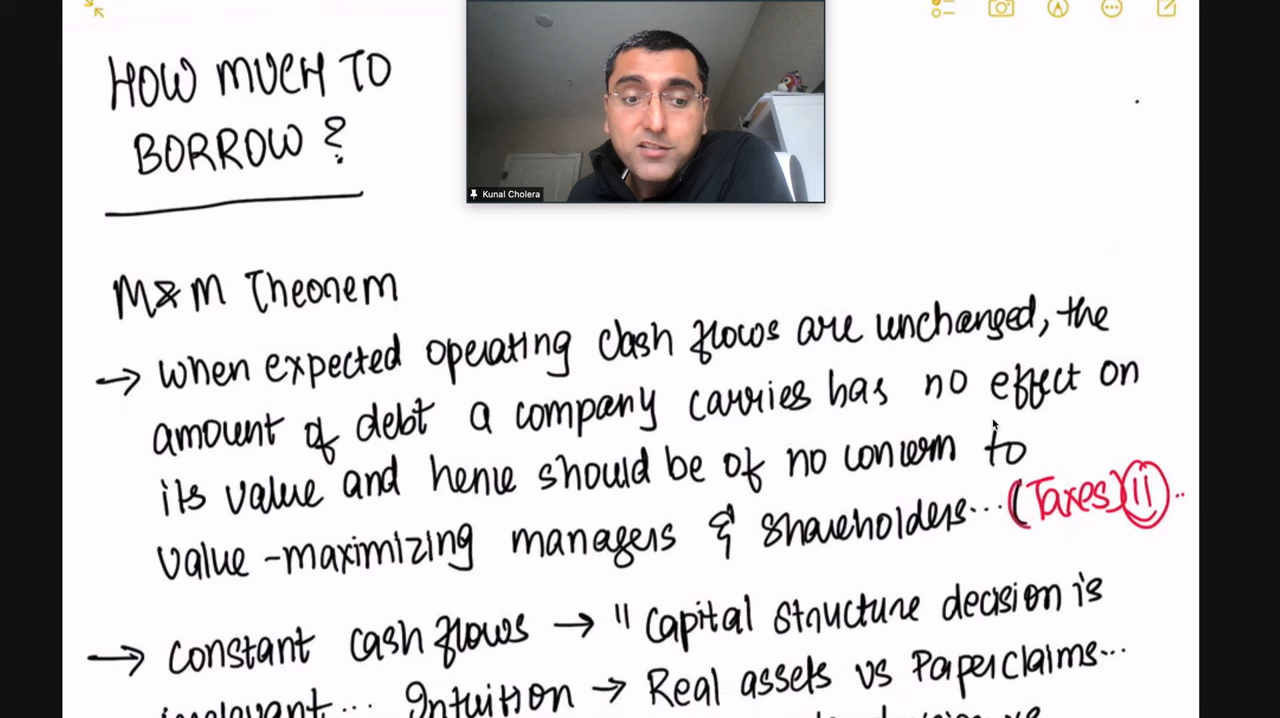 HOW MUCH TO
BORROW ?
Kunal Cholera
M&M Theorem
→ When expected operating cash flows are unchanged, the
amount of debt a company carries has no effect on
its value and hence should be of no concern to
value-maximizing managers & shareholders... (Taxes) ..
→ constant cash flows → "Capital structure decision is
irrelevant... Intuition → Real assets vs Paperclaims...